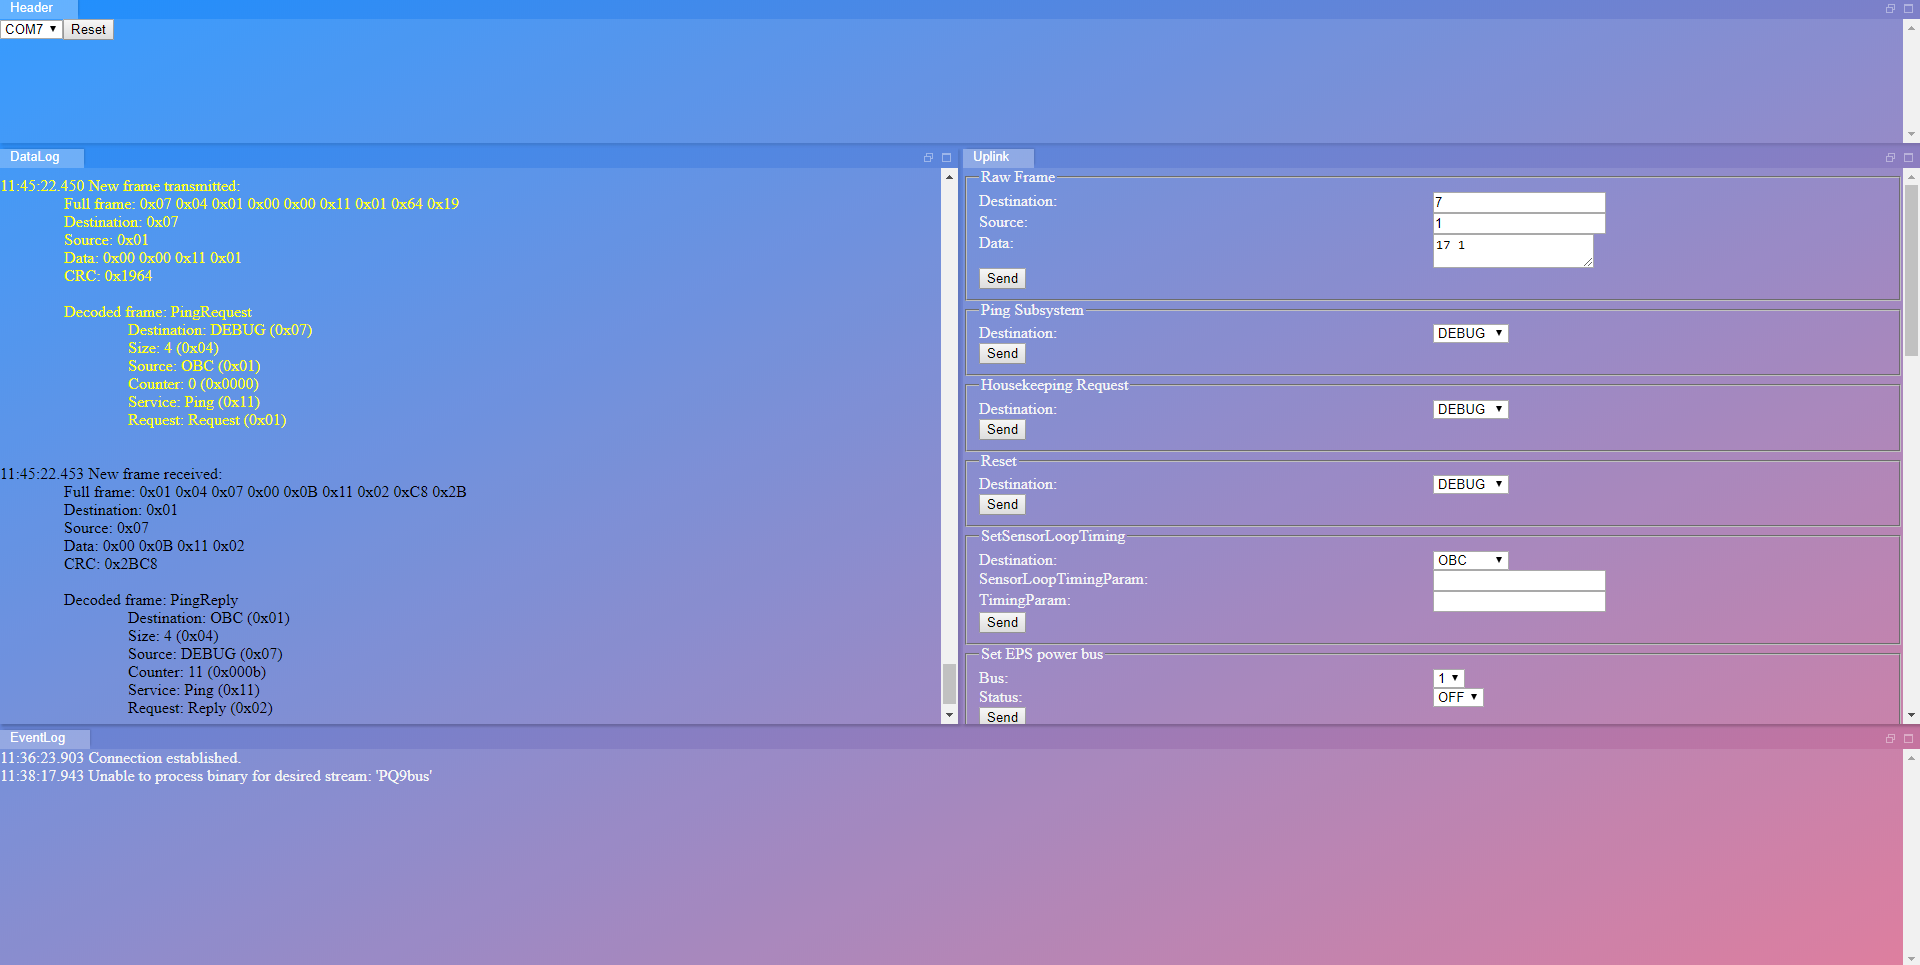 Header
COM7 Reset
DataLog
11:45:22.450 New frame transmitted:
Full frame: 0x07 0x04 0x01 0x00 0x00 0x11 0x01 0x64 0x19
Destination: 0x07
Source: 0x01
Data: 0x00 0x00 0x11 0x01
CRC: 0x1964
Decoded frame: PingRequest
Destination: DEBUG (0x07)
Size: 4 (0x04)
Source: OBC (0x01)
Counter: 0 (0x0000)
Service: Ping (0x11)
Request: Request (0x01)
11:45:22.453 New frame received:
Full frame: 0x01 0x04 0x07 0x00 0x0B 0x11 0x02 0xC8 0x2B
Destination: 0x01
Source: 0x07
Data: 0x00 0x0B 0x11 0x02
CRC: 0x2BC8
Decoded frame: PingReply
Destination: OBC (0x01)
Size: 4 (0x04)
Source: DEBUG (0x07)
Counter: 11 (0x000b)
Service: Ping (0x11)
Request: Reply (0x02)
Uplink
Raw Frame
Destination: 7
Source: 1
Data: 17 1
Send
Ping Subsystem
Destination: DEBUG
Send
Housekeeping Request
Destination: DEBUG
Send
Reset
Destination: DEBUG
Send
SetSensorLoopTiming
Destination: OBC
SensorLoopTimingParam:
TimingParam:
Send
Set EPS power bus
Bus: 1
Status: OFF
Send
EventLog
11:36:23.903 Connection established.
11:38:17.943 Unable to process binary for desired stream: 'PQ9bus'